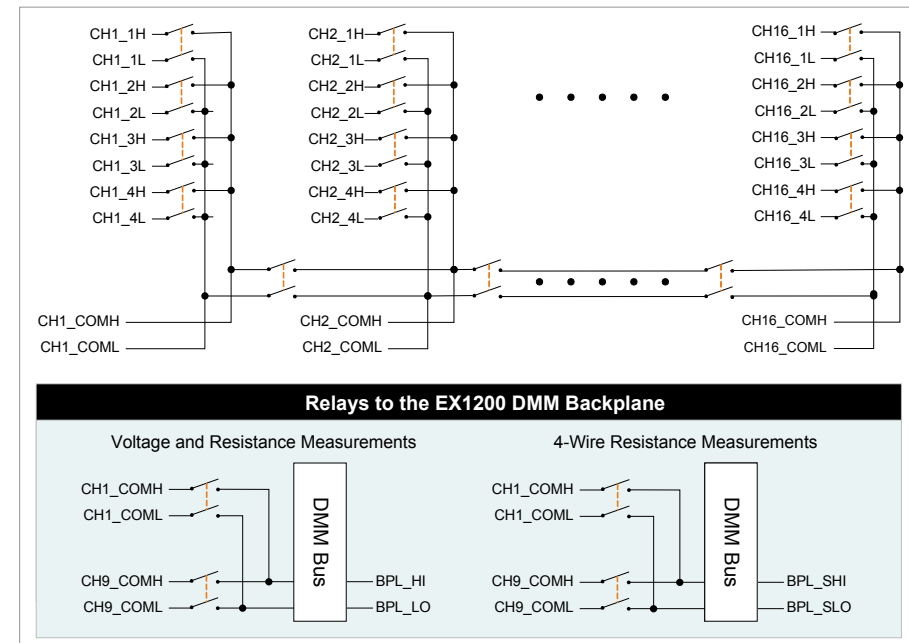 CH1_1H
CH1_1L
CH1_2H
CH1_2L
CH1_3H
CH1_3L
CH1_4H
CH1_4L
CH1_COMH
CH1_COML
CH2_1H
CH2_1L
CH2_2H
CH2_2L
CH2_3H
CH2_3L
CH2_4H
CH2_4L
CH2_COMH
CH2_COML
CH16_1H
CH16_1L
CH16_2H
CH16_2L
CH16_3H
CH16_3L
CH16_4H
CH16_4L
CH16_COMH
CH16_COML
Relays to the EX1200 DMM Backplane
Voltage and Resistance Measurements
CH1_COMH
CH1_COML
CH9_COMH
CH9_COML
DMM Bus
BPL_HI
BPL_LO
4-Wire Resistance Measurements
CH1_COMH
CH1_COML
CH9_COMH
CH9_COML
DMM Bus
BPL_SHI
BPL_SLO